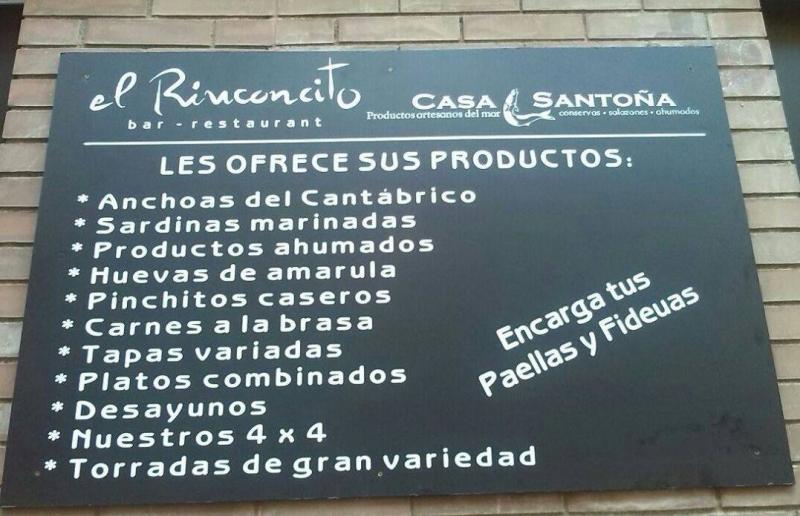 el Rinconcito
bar - restaurant
CASA SANTOÑA
Productos artesanos del mar
conservas • salazones • ahumados
LES OFRECE SUS PRODUCTOS:
* Anchoas del Cantábrico
* Sardinas marinadas
* Productos ahumados
* Huevas de amarula
* Pinchitos caseros
* Carnes a la brasa
* Tapas variadas
* Platos combinados
* Desayunos
* Nuestros 4 x 4
* Torradas de gran variedad
Encarga tus
Paellas y Fideuas